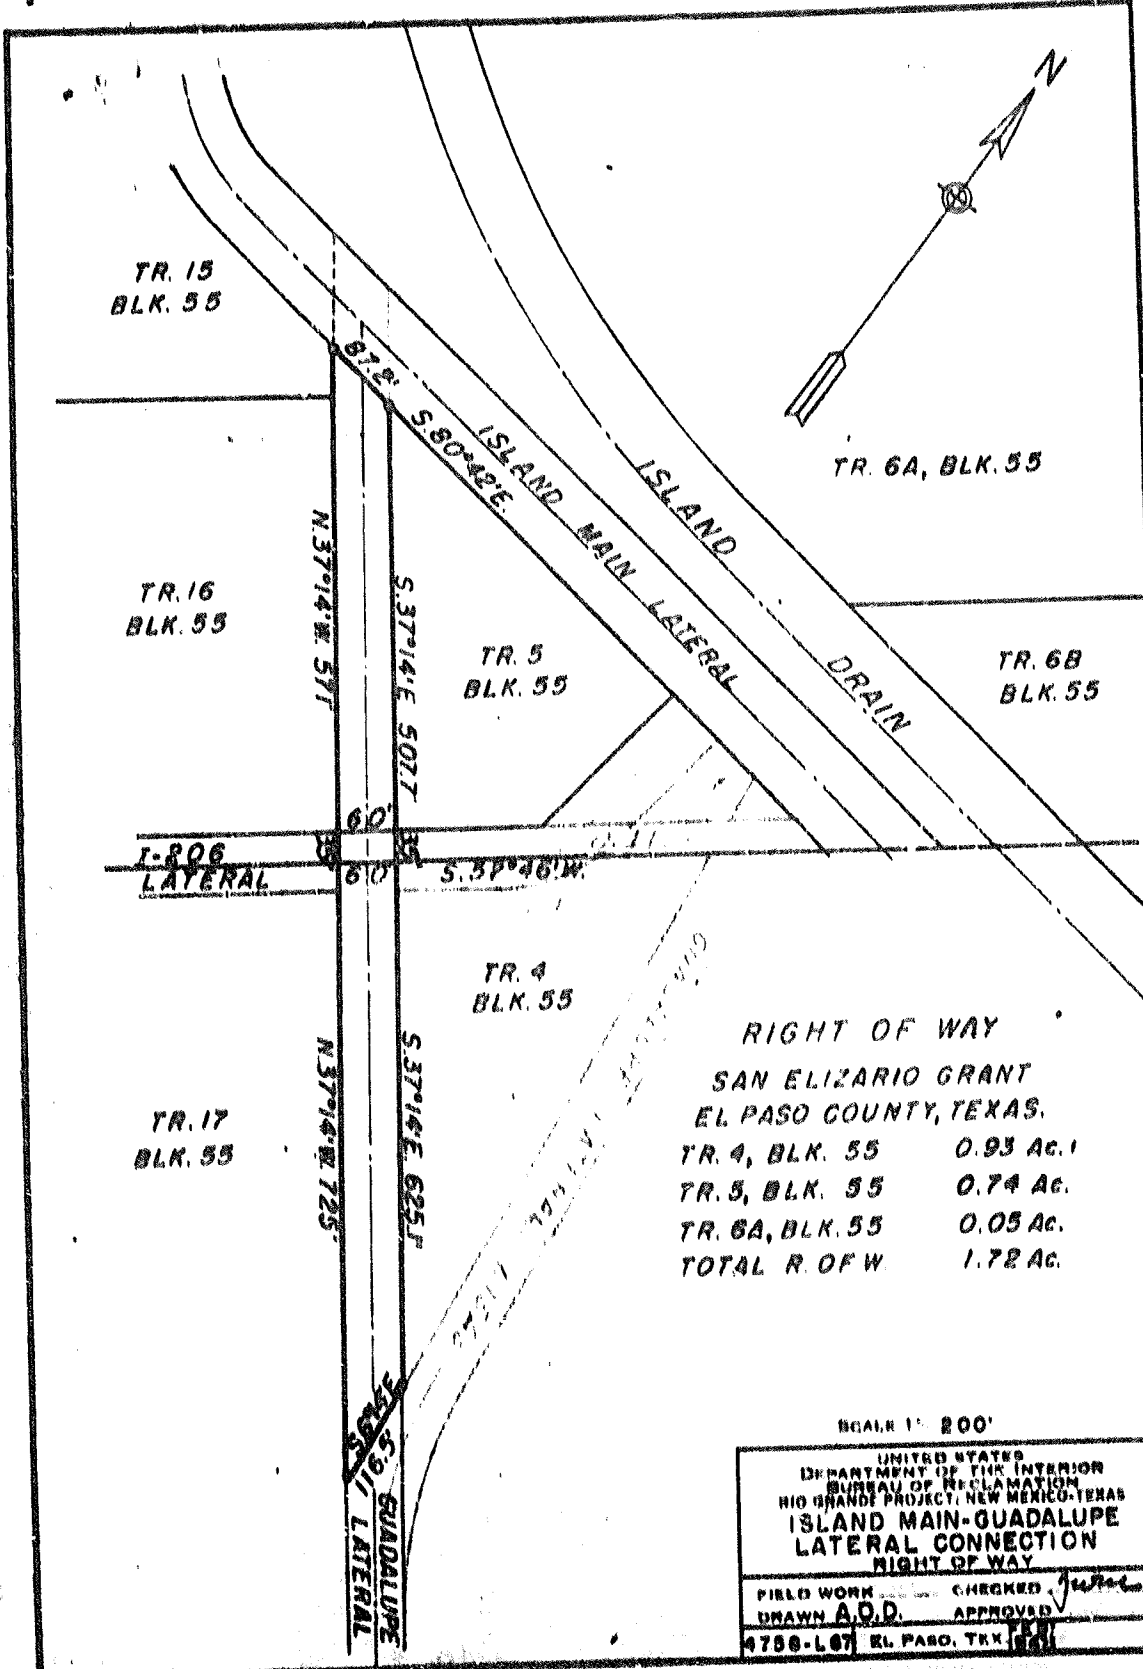 N
TR. 15
BLK. 55
87.2'
S.80°42'E.
ISLAND MAIN LATERAL
ISLAND DRAIN
TR. 6A, BLK. 55
N.37°14'W. 571'
S.37°14'E. 507.7'
TR. 16
BLK. 55
TR. 5
BLK. 55
TR. 6B
BLK. 55
60'
I-206
LATERAL
60'
S.52°46'W.
TR. 4
BLK. 55
GUADALUPE LATERAL
N.37°14'W. 725'
S.37°14'E. 625.1'
TR. 17
BLK. 55
RIGHT OF WAY
SAN ELIZARIO GRANT
EL PASO COUNTY, TEXAS.
TR. 4, BLK. 55 0.93 Ac.
TR. 5, BLK. 55 0.74 Ac.
TR. 6A, BLK. 55 0.05 Ac.
TOTAL R. OF W. 1.72 Ac.
116.5'
GUADALUPE
LATERAL
SCALE 1" 200'
UNITED STATES
DEPARTMENT OF THE INTERIOR
BUREAU OF RECLAMATION
RIO GRANDE PROJECT, NEW MEXICO-TEXAS
ISLAND MAIN-GUADALUPE
LATERAL CONNECTION
RIGHT OF WAY
FIELD WORK CHECKED
DRAWN A.O.D. APPROVED
4758-L67 EL PASO, TEX.